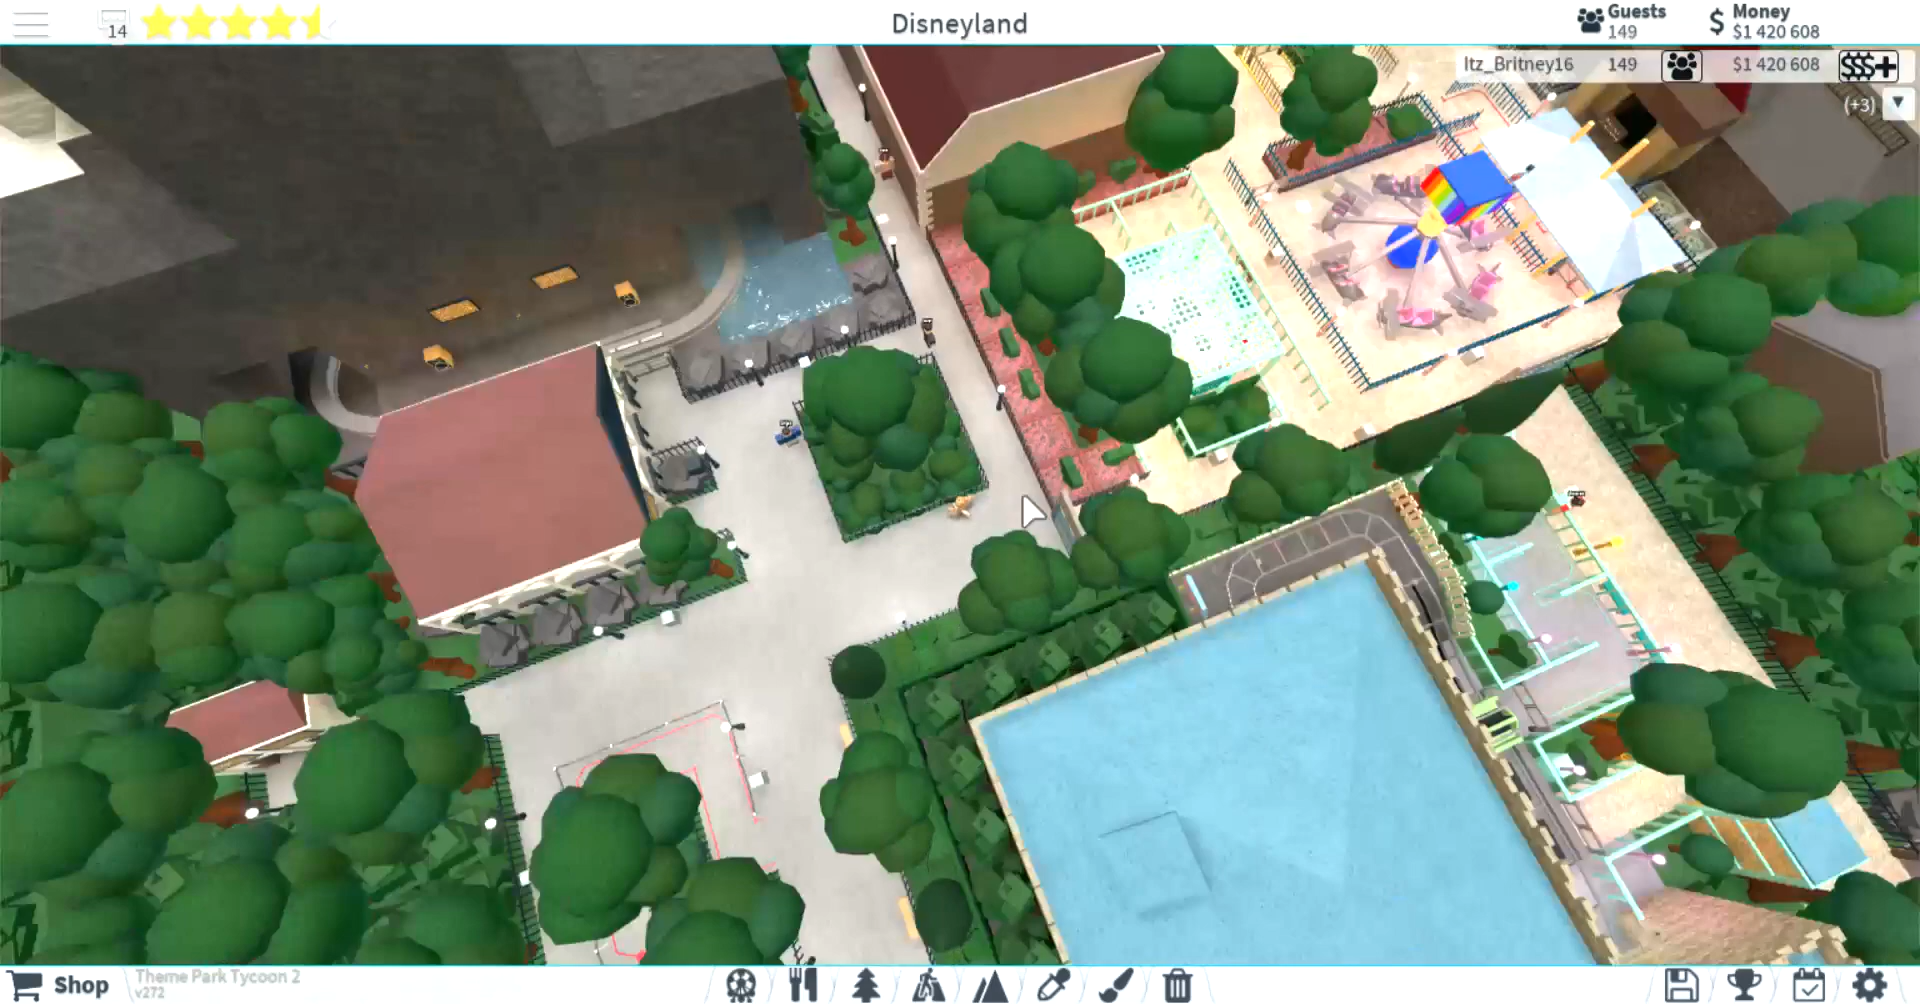 14
Disneyland
Guests
149
Money
$1 420 608
Itz_Britney16 149 $1 420 608 $$$+
(+3)
Shop
Theme Park Tycoon 2
v272